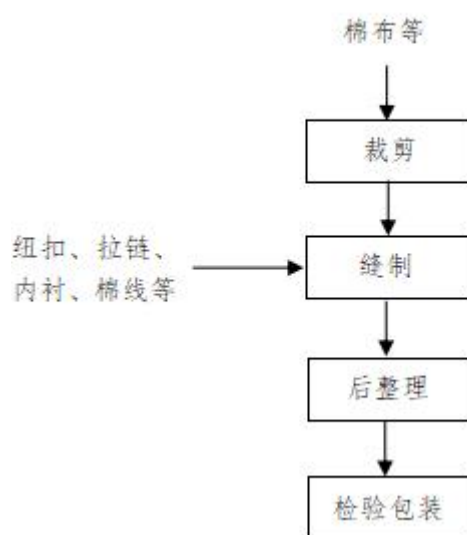 棉布等
裁剪
纽扣、拉链、
内衬、棉线等
缝制
后整理
检验包装